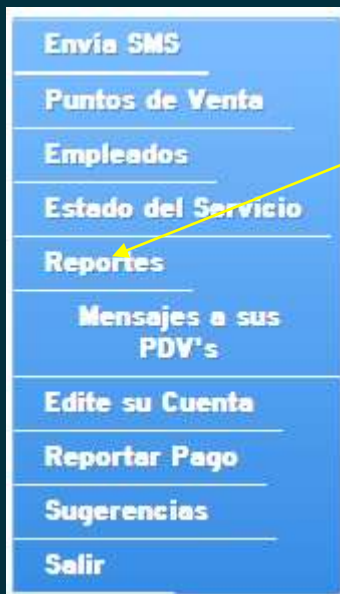 Envía SMS
Puntos de Venta
Empleados
Estado del Servicio
Reportes
Mensajes a sus
PDV's
Edite su Cuenta
Reportar Pago
Sugerencias
Salir